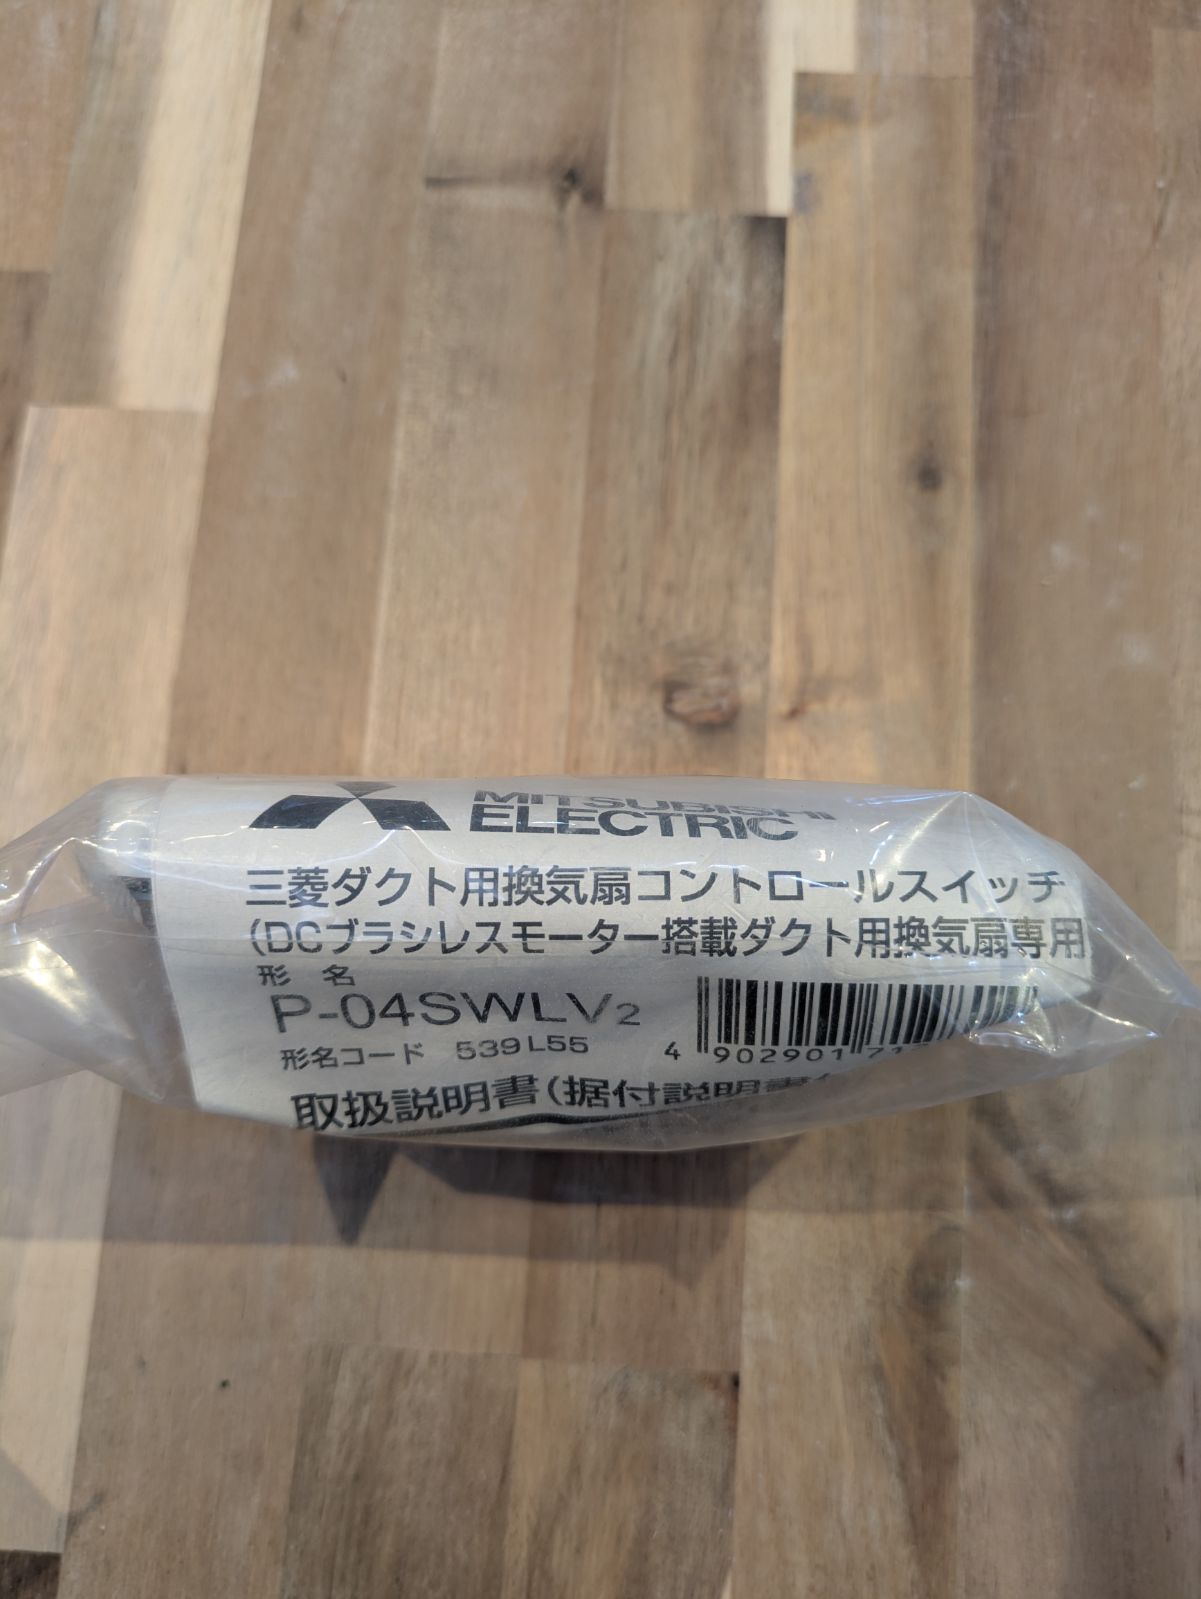 MITSUBISHI
ELECTRIC
三菱ダクト用換気扇コントロールスイッチ
(DCブラシレスモーター搭載ダクト用換気扇専用
形名
P-04SWLV2
形名コード 539L55
4 902901 71
取扱説明書(据付説明書